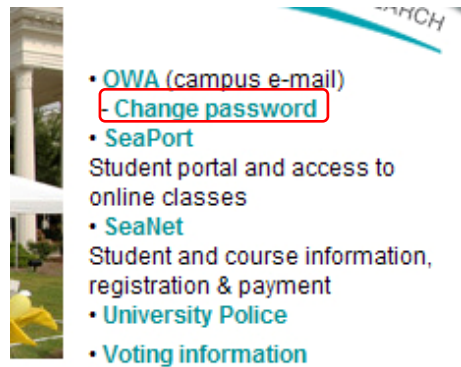 • OWA (campus e-mail)
- Change password
• SeaPort
Student portal and access to
online classes
• SeaNet
Student and course information,
registration & payment
• University Police
• Voting information